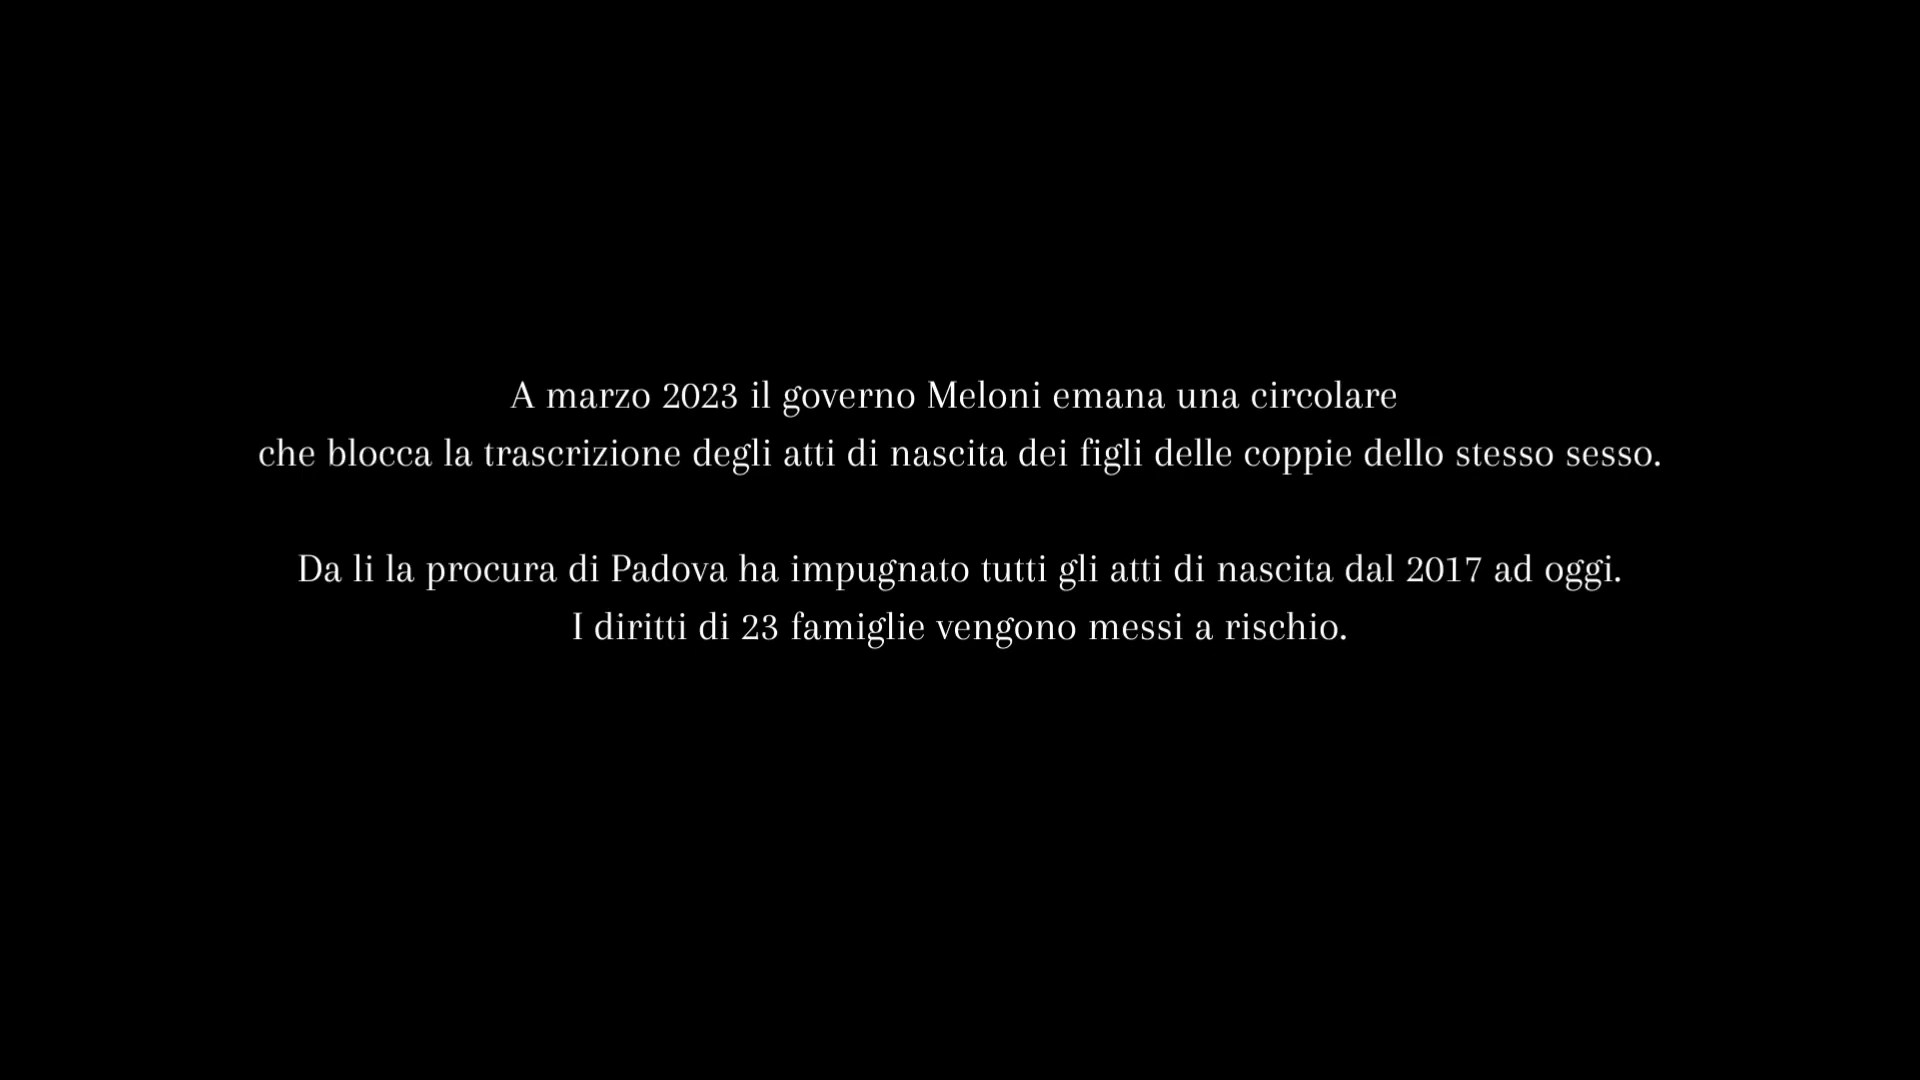 A marzo 2023 il governo Meloni emana una circolare
che blocca la trascrizione degli atti di nascita dei figli delle coppie dello stesso sesso.
Da li la procura di Padova ha impugnato tutti gli atti di nascita dal 2017 ad oggi.
I diritti di 23 famiglie vengono messi a rischio.